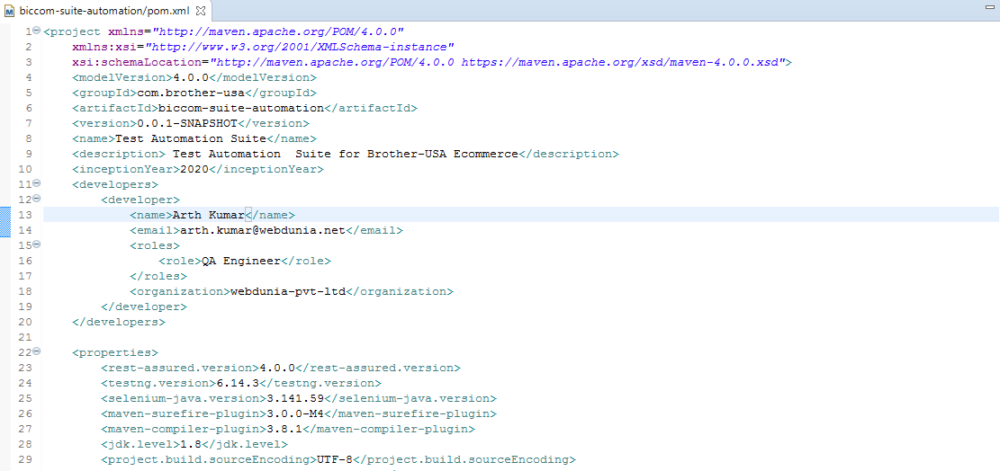 biccom-suite-automation/pom.xml
1 <project xmlns="http://maven.apache.org/POM/4.0.0"
2     xmlns:xsi="http://www.w3.org/2001/XMLSchema-instance"
3     xsi:schemaLocation="http://maven.apache.org/POM/4.0.0 https://maven.apache.org/xsd/maven-4.0.0.xsd">
4     <modelVersion>4.0.0</modelVersion>
5     <groupId>com.brother-usa</groupId>
6     <artifactId>biccom-suite-automation</artifactId>
7     <version>0.0.1-SNAPSHOT</version>
8     <name>Test Automation Suite</name>
9     <description> Test Automation  Suite for Brother-USA Ecommerce</description>
10     <inceptionYear>2020</inceptionYear>
11     <developers>
12         <developer>
13             <name>Arth Kumar</name>
14             <email>arth.kumar@webdunia.net</email>
15             <roles>
16                 <role>QA Engineer</role>
17             </roles>
18             <organization>webdunia-pvt-ltd</organization>
19         </developer>
20     </developers>
21
22     <properties>
23         <rest-assured.version>4.0.0</rest-assured.version>
24         <testng.version>6.14.3</testng.version>
25         <selenium-java.version>3.141.59</selenium-java.version>
26         <maven-surefire-plugin>3.0.0-M4</maven-surefire-plugin>
27         <maven-compiler-plugin>3.8.1</maven-compiler-plugin>
28         <jdk.level>1.8</jdk.level>
29         <project.build.sourceEncoding>UTF-8</project.build.sourceEncoding>